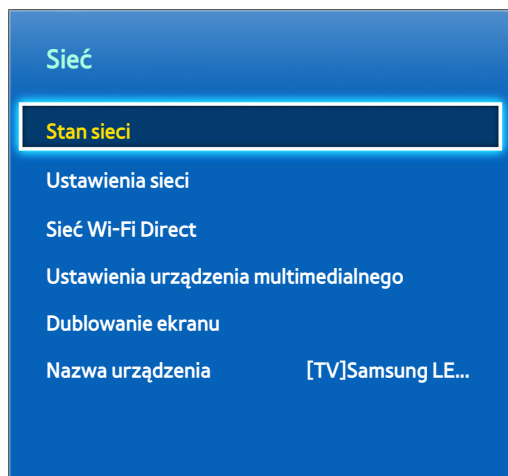 Sieć
Stan sieci
Ustawienia sieci
Sieć Wi-Fi Direct
Ustawienia urządzenia multimedialnego
Dublowanie ekranu
Nazwa urządzenia [TV]Samsung LE...